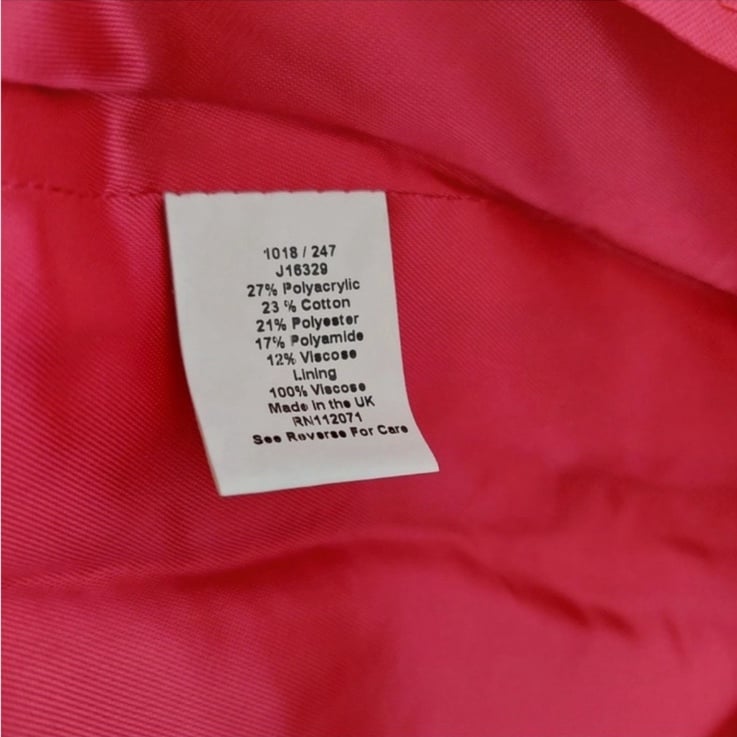 1018 / 247
J16329
27% Polyacrylic
23 % Cotton
21% Polyester
17% Polyamide
12% Viscose
Lining
100% Viscose
Made in the UK
RN112071
See Reverse For Care